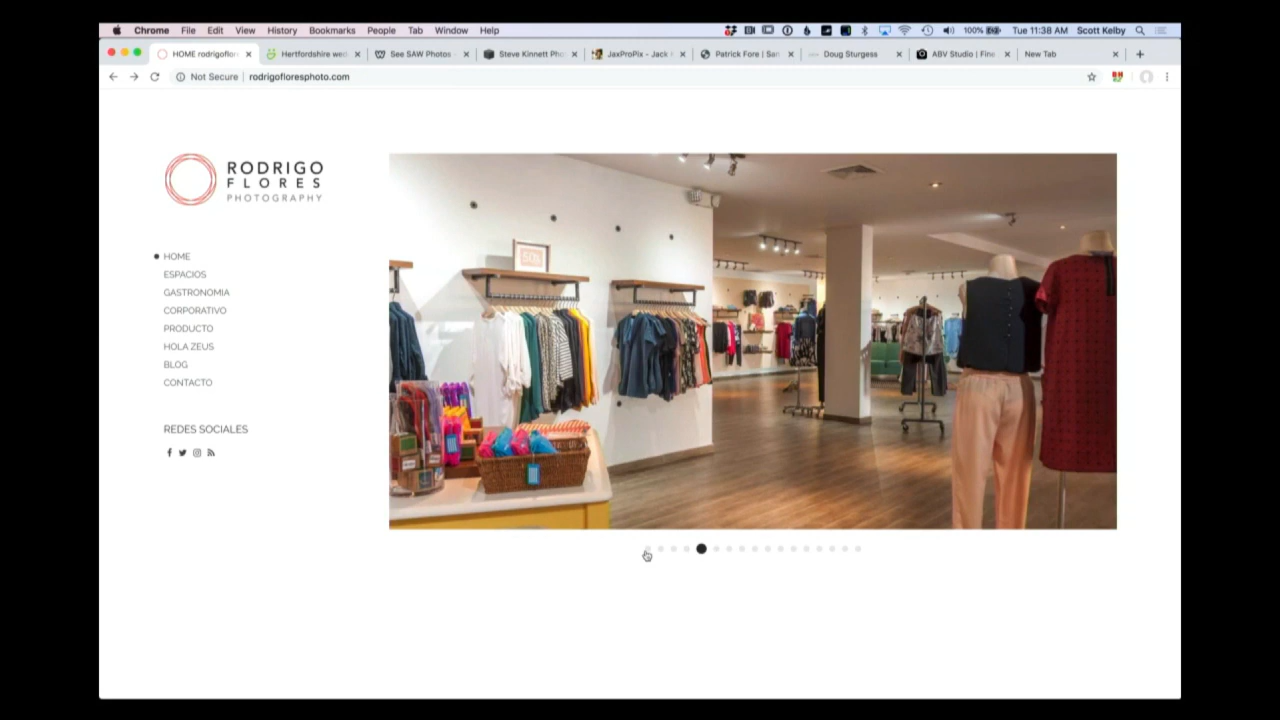 Chrome File Edit View History Bookmarks People Tab Window Help 100% Tue 11:38 AM Scott Kelby
HOME rodrigoflor Hertfordshire wed See SAW Photos Steve Kinnett Pho JaxProPix - Jack Patrick Fore | San Doug Sturgess ABV Studio | Fine New Tab
Not Secure rodrigofloresphoto.com
RODRIGO
FLORES
PHOTOGRAPHY
HOME
ESPACIOS
GASTRONOMIA
CORPORATIVO
PRODUCTO
HOLA ZEUS
BLOG
CONTACTO
REDES SOCIALES